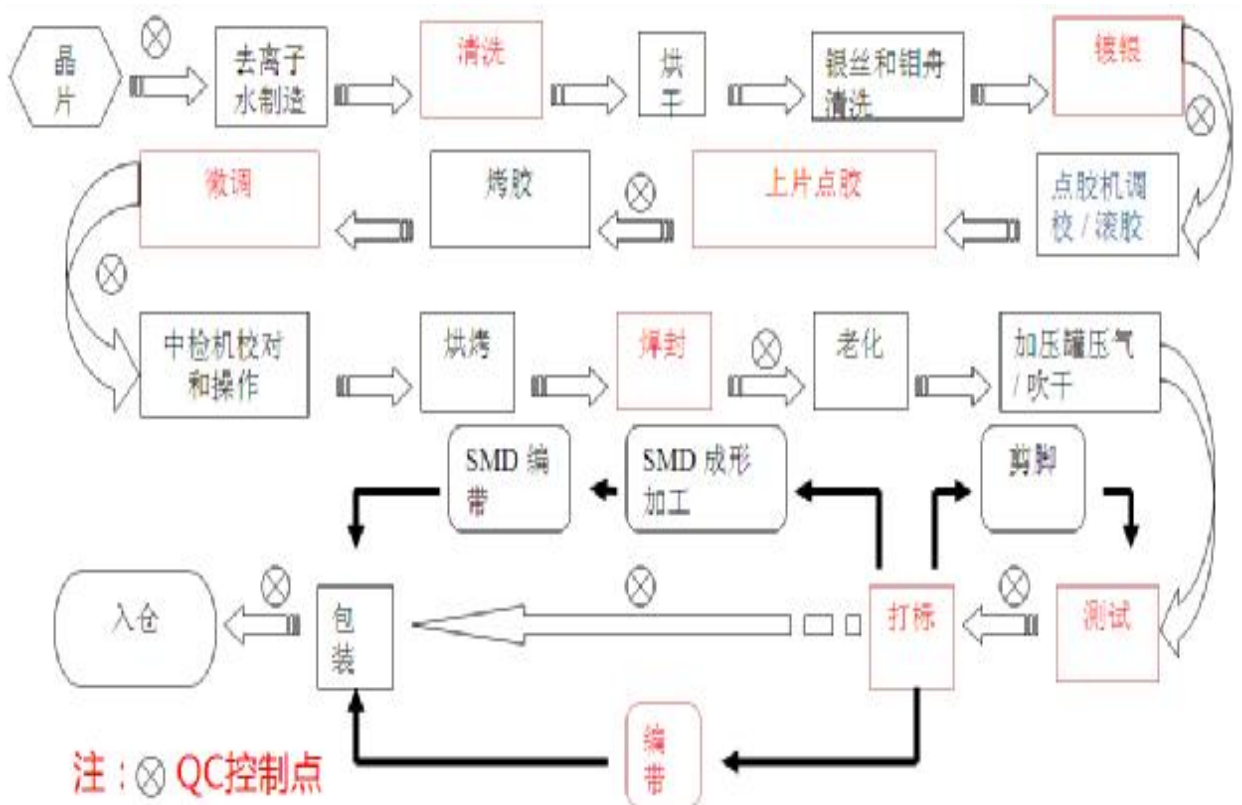 晶
片
去离子
水制造
清洗
烘
干
银丝和钼舟
清洗
镀银
微调
烤胶
上片点胶
点胶机调
校 / 滚胶
中检机校对
和操作
烘烤
焊封
老化
加压罐压气
/ 吹干
SMD 编
带
SMD 成形
加工
剪脚
入仓
包
装
打标
测试
编
带
注：⊗ QC控制点